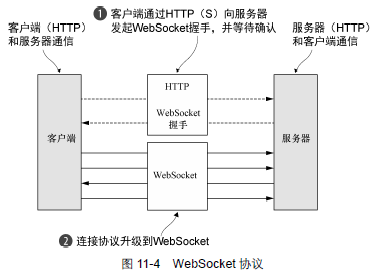 ❶ 客户端通过HTTP（S）向服务器
发起WebSocket握手，并等待确认
客户端（HTTP）
和服务器通信
服务器（HTTP）
和客户端通信
HTTP
WebSocket
握手
客户端
服务器
WebSocket
❷ 连接协议升级到WebSocket
图 11-4 WebSocket 协议